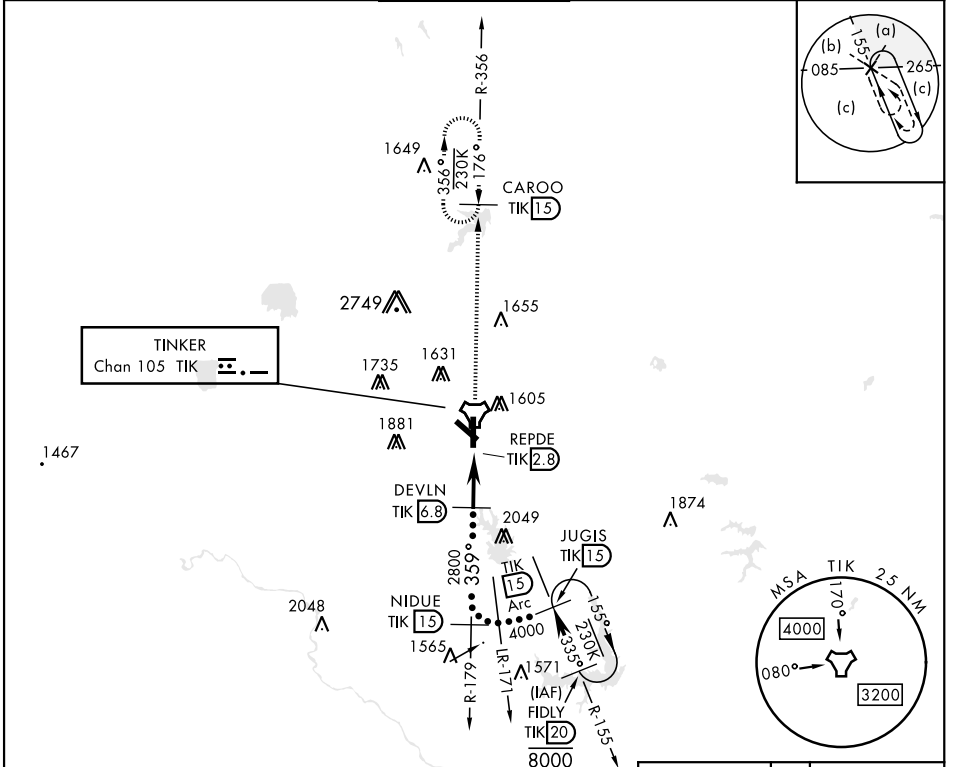 R-356
(a)
(b)
155°
085
265
(c)
(c)
1649
356°
230K
176°
CAROO
TIK 15
2749
1655
TINKER
Chan 105 TIK
1735
1631
1605
1881
REPDE
TIK 2.8
1467
DEVLN
TIK 6.8
2049
1874
JUGIS
TIK 15
2800
359°
TIK
15
Arc
4000
NIDUE
TIK 15
2048
1565
155°
230K
335°
LR-171
R-179
1571
(IAF)
FIDLY
TIK 20
8000
R-155
MSA TIK 25 NM
170°
4000
080°
3200